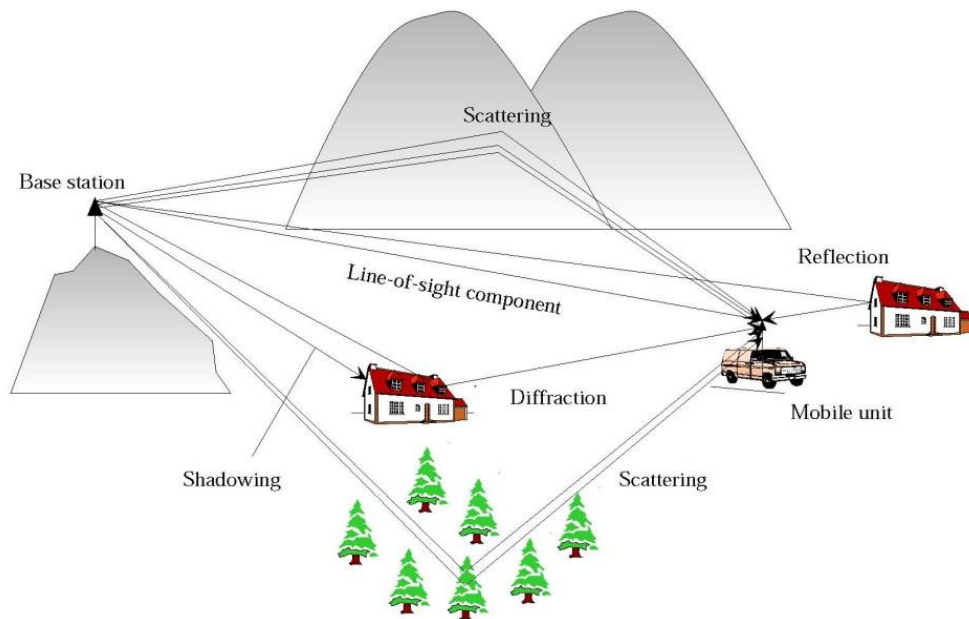 Scattering
Base station
Reflection
Line-of-sight component
Diffraction
Mobile unit
Shadowing
Scattering